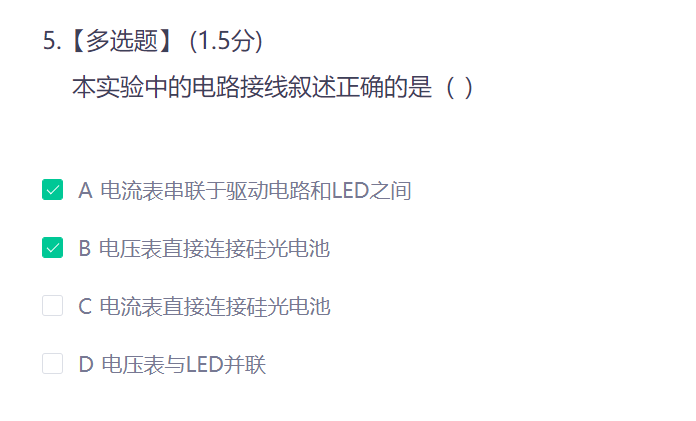 5.【多选题】 (1.5分)
本实验中的电路接线叙述正确的是（ ）
A 电流表串联于驱动电路和LED之间
B 电压表直接连接硅光电池
C 电流表直接连接硅光电池
D 电压表与LED并联